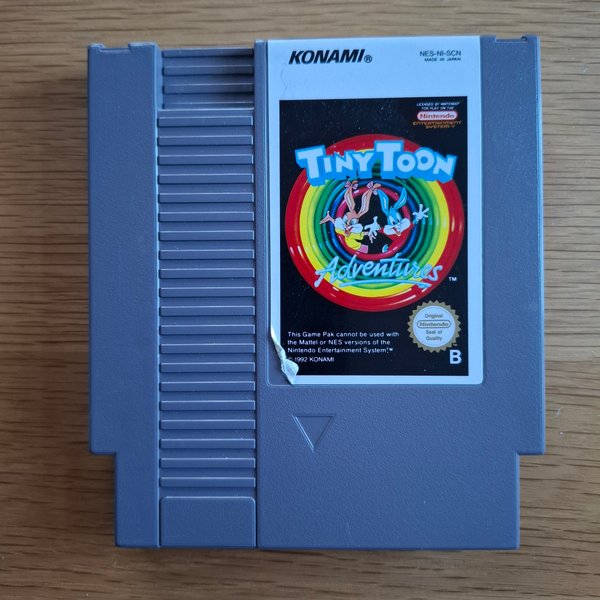 KONAMI®
NES-NI-SCN
MADE IN JAPAN
LICENSED BY NINTENDO®
FOR PLAY ON THE
Nintendo
ENTERTAINMENT
SYSTEM™
TINY TOON
Adventures™
This Game Pak cannot be used with
the Mattel or NES versions of the
Nintendo Entertainment System.™
© 1992 KONAMI
Original
Nintendo
Seal of
Quality
B